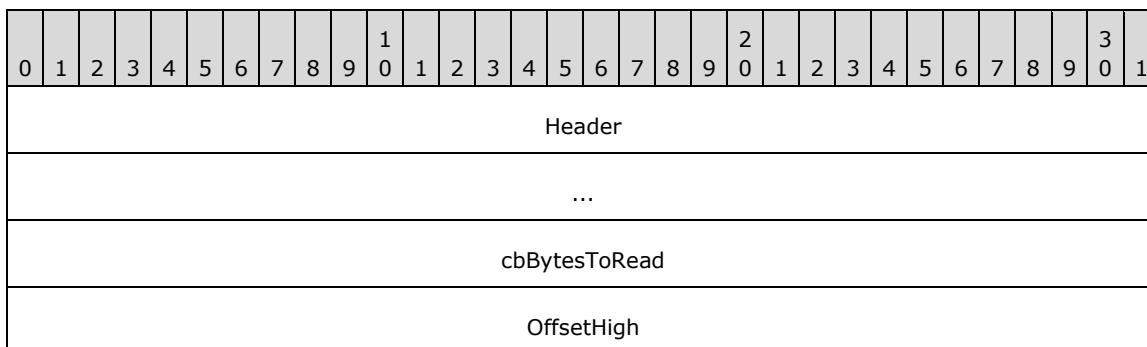 1 2 3
0 1 2 3 4 5 6 7 8 9 0 1 2 3 4 5 6 7 8 9 0 1 2 3 4 5 6 7 8 9 0 1
Header
...
cbBytesToRead
OffsetHigh